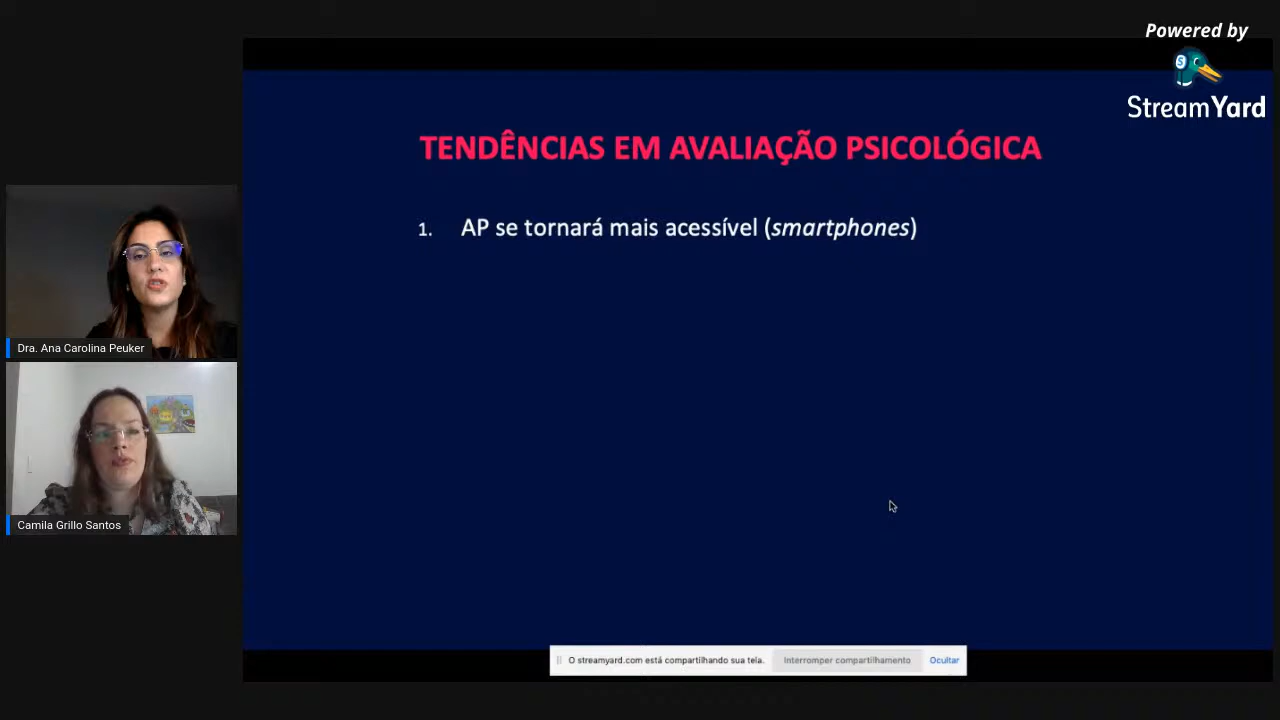 Powered by
StreamYard
TENDÊNCIAS EM AVALIAÇÃO PSICOLÓGICA
1. AP se tornará mais acessível (smartphones)
Dra. Ana Carolina Peuker
Camila Grillo Santos
O streamyard.com está compartilhando sua tela. Interromper compartilhamento Ocultar